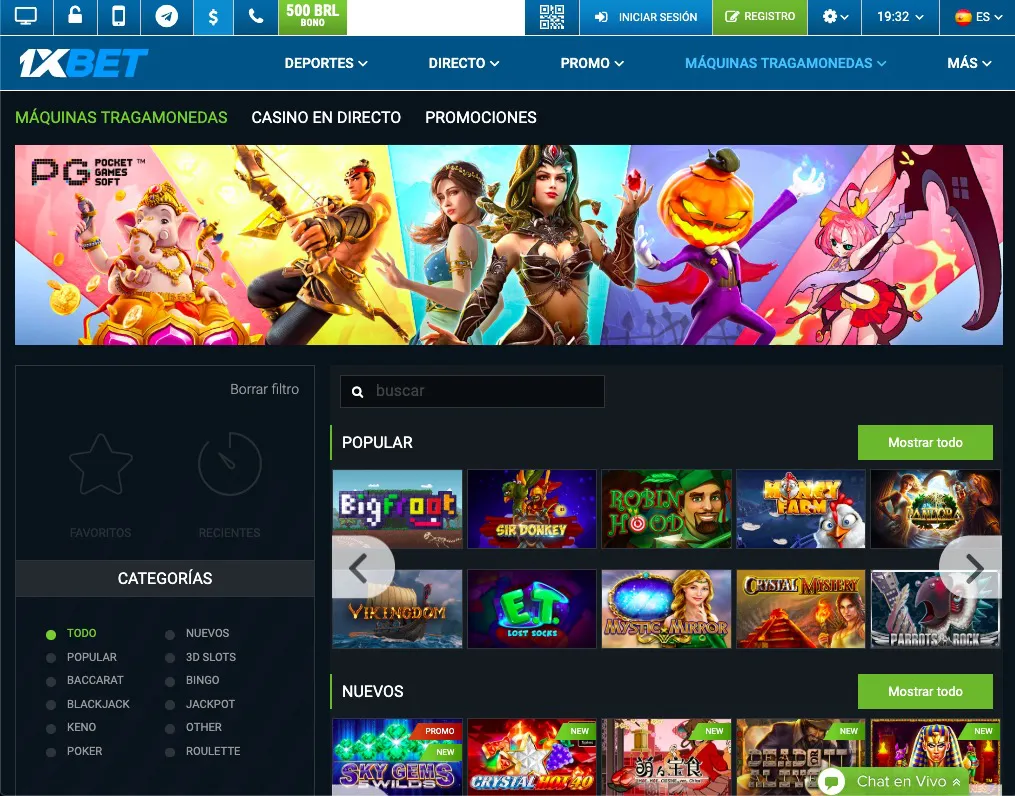 500 BRL
BONO
INICIAR SESIÓN
REGISTRO
19:32
ES
1XBET
DEPORTES
DIRECTO
PROMO
MÁQUINAS TRAGAMONEDAS
MÁS
MÁQUINAS TRAGAMONEDAS
CASINO EN DIRECTO
PROMOCIONES
PG POCKET GAMES SOFT™
Borrar filtro
FAVORITOS
RECIENTES
CATEGORÍAS
TODO
NUEVOS
POPULAR
3D SLOTS
BACCARAT
BINGO
BLACKJACK
JACKPOT
KENO
OTHER
POKER
ROULETTE
buscar
POPULAR
Mostrar todo
Bigfoot
SIR DONKEY
ROBIN HOOD
MONEY FARM
PANDORA
VIKINGDOM
E.T. LOST SOCKS
MYSTIC MIRROR
CRYSTAL MYSTERY
PARROTS ROCK
NUEVOS
Mostrar todo
PROMO
NEW
SKY GEMS
5 WILDS
NEW
CRYSTAL HOT 40
NEW
NEW
NEW
Chat en Vivo